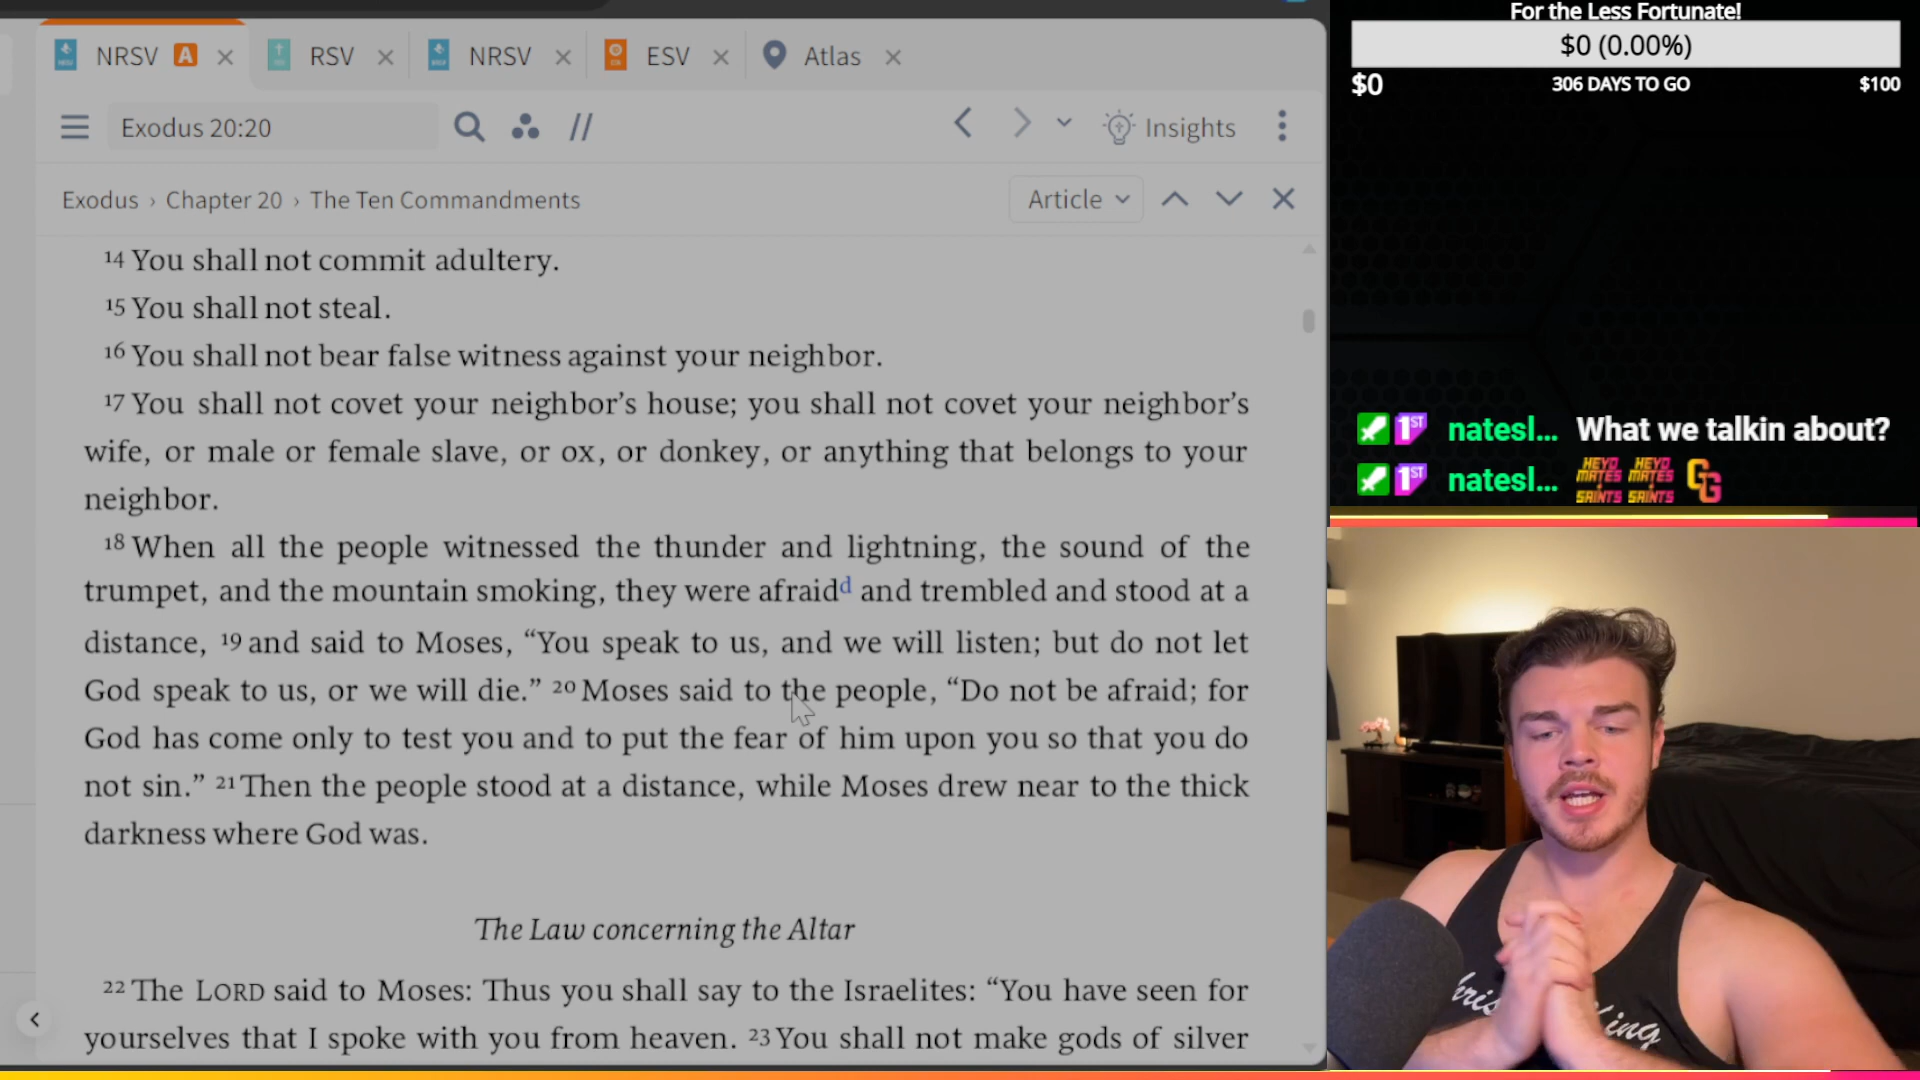 NRSV A
RSV
NRSV
ESV
Atlas
Exodus 20:20
Insights
Exodus › Chapter 20 › The Ten Commandments
Article
14 You shall not commit adultery.
15 You shall not steal.
16 You shall not bear false witness against your neighbor.
17 You shall not covet your neighbor’s house; you shall not covet your neighbor’s
wife, or male or female slave, or ox, or donkey, or anything that belongs to your
neighbor.
18 When all the people witnessed the thunder and lightning, the sound of the
trumpet, and the mountain smoking, they were afraid d and trembled and stood at a
distance, 19 and said to Moses, “You speak to us, and we will listen; but do not let
God speak to us, or we will die.” 20 Moses said to the people, “Do not be afraid; for
God has come only to test you and to put the fear of him upon you so that you do
not sin.” 21 Then the people stood at a distance, while Moses drew near to the thick
darkness where God was.
The Law concerning the Altar
22 The LORD said to Moses: Thus you shall say to the Israelites: “You have seen for
yourselves that I spoke with you from heaven. 23 You shall not make gods of silver
For the Less Fortunate!
$0 (0.00%)
$0 306 DAYS TO GO $100
1ST natesl... What we talkin about?
1ST natesl... HEYO MATES + SAINTS HEYO MATES + SAINTS GG